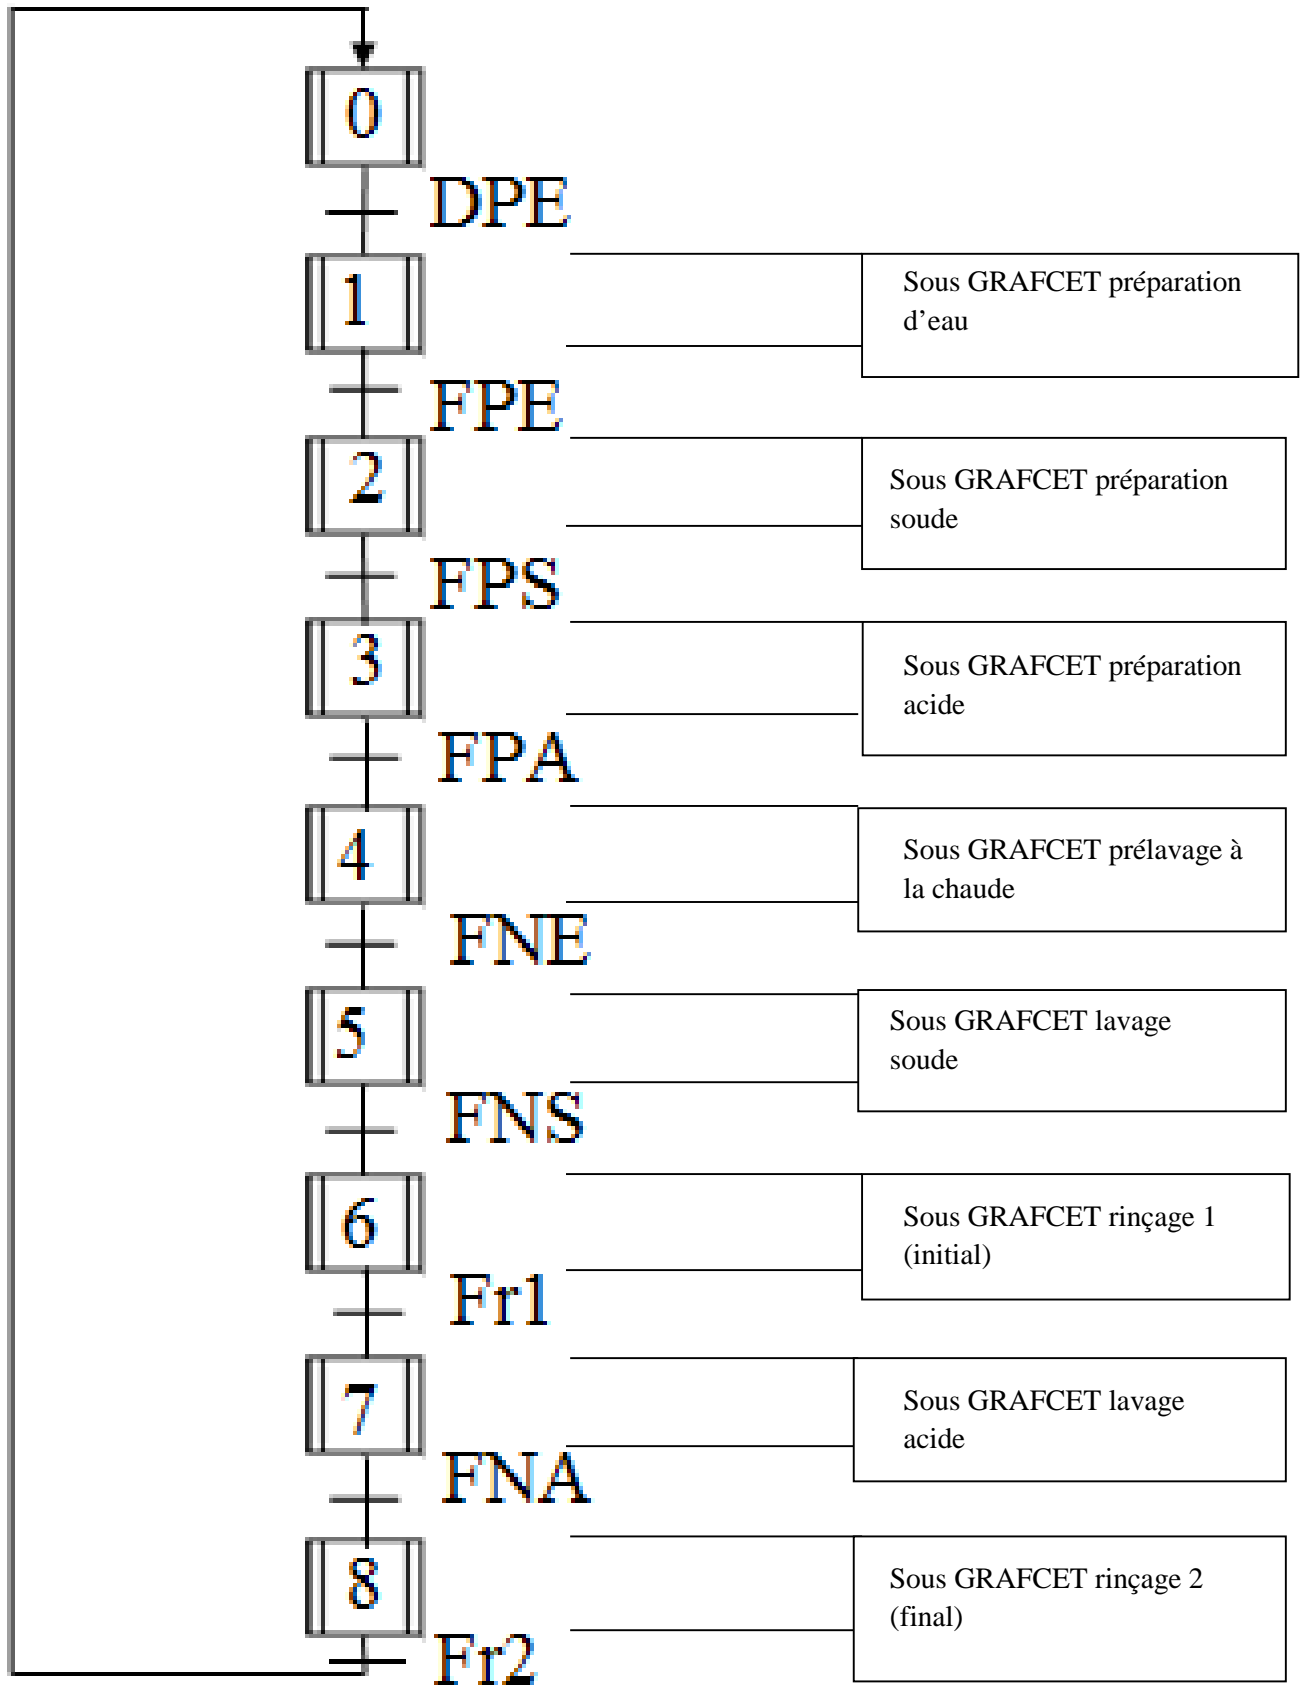 0
DPE
1
Sous GRAFCET préparation
d’eau
FPE
2
Sous GRAFCET préparation
soude
FPS
3
Sous GRAFCET préparation
acide
FPA
4
Sous GRAFCET prélavage à
la chaude
FNE
5
Sous GRAFCET lavage
soude
FNS
6
Sous GRAFCET rinçage 1
(initial)
Fr1
7
Sous GRAFCET lavage
acide
FNA
8
Sous GRAFCET rinçage 2
(final)
Fr2